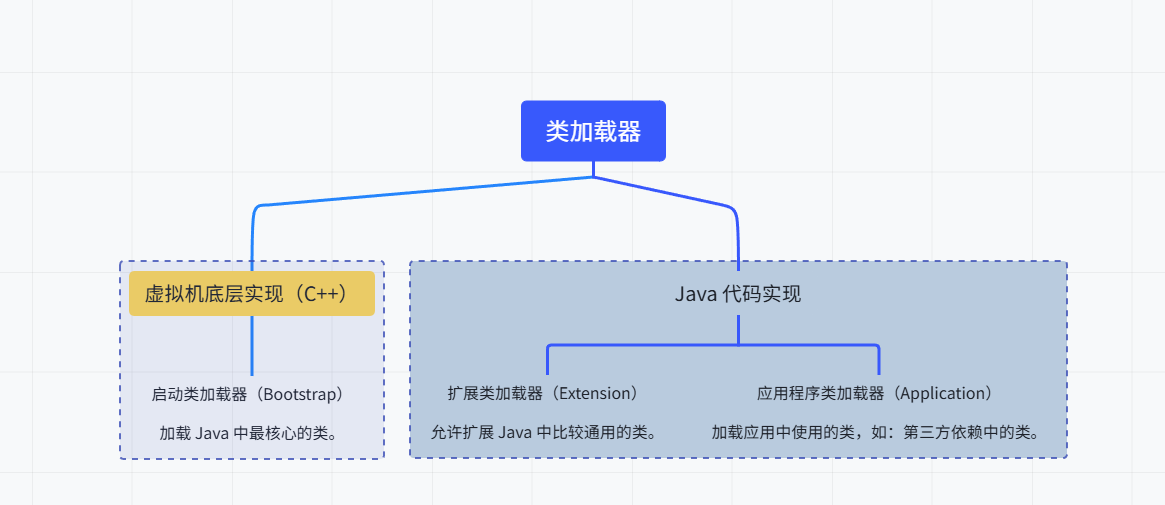 类加载器
虚拟机底层实现（C++）
启动类加载器（Bootstrap）
加载 Java 中最核心的类。
Java 代码实现
扩展类加载器（Extension）
允许扩展 Java 中比较通用的类。
应用程序类加载器（Application）
加载应用中使用的类，如：第三方依赖中的类。